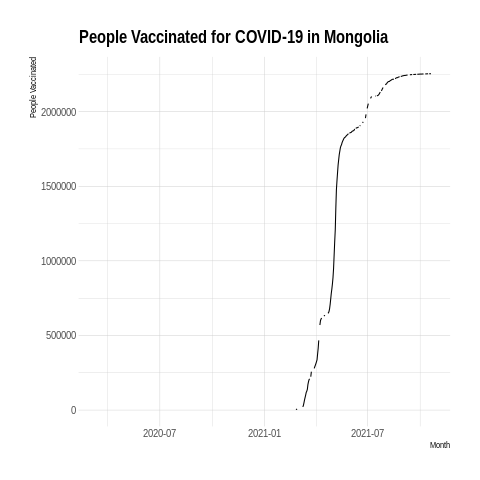 People Vaccinated for COVID-19 in Mongolia
People Vaccinated
2000000
1500000
1000000
500000
0
2020-07 2021-01 2021-07
Month